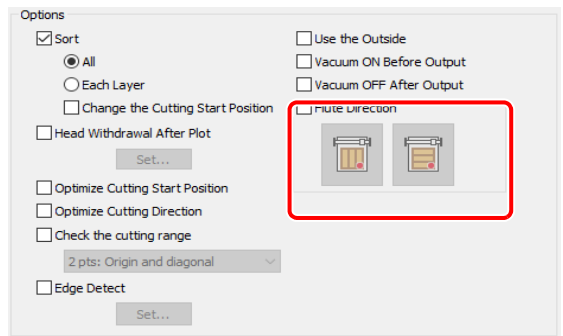 Options
Sort
All
Each Layer
Change the Cutting Start Position
Head Withdrawal After Plot
Set...
Optimize Cutting Start Position
Optimize Cutting Direction
Check the cutting range
2 pts: Origin and diagonal
Edge Detect
Set...
Use the Outside
Vacuum ON Before Output
Vacuum OFF After Output
Flute Direction